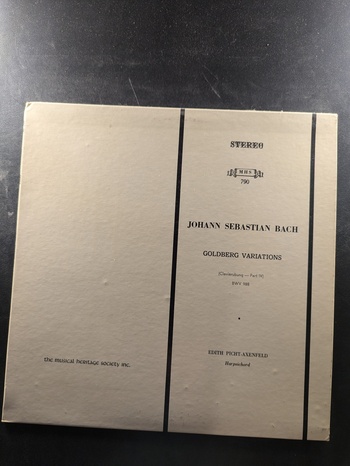 STEREO
MHS
790
JOHANN SEBASTIAN BACH
GOLDBERG VARIATIONS
(Clavierubung — Part IV)
BWV 988
EDITH PICHT-AXENFELD
Harpsichord
the musical heritage society inc.